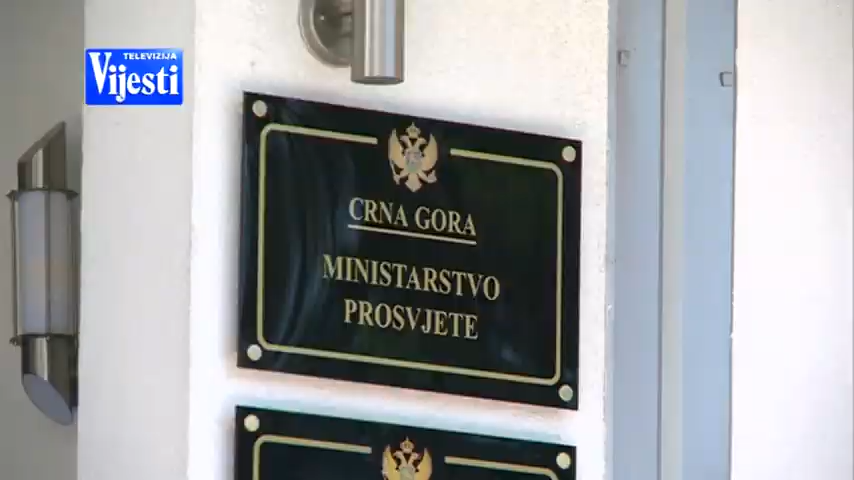 TELEVIZIJA
Vijesti
CRNA GORA
MINISTARSTVO
PROSVJETE